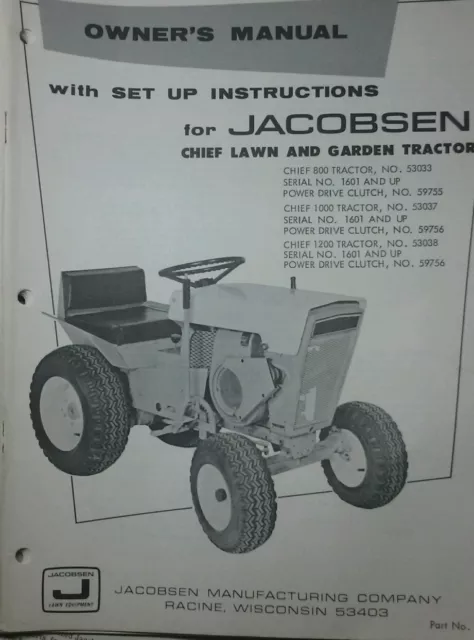 OWNER'S MANUAL
with SET UP INSTRUCTIONS
for JACOBSEN
CHIEF LAWN AND GARDEN TRACTOR
CHIEF 800 TRACTOR, NO. 53033
SERIAL NO. 1601 AND UP
POWER DRIVE CLUTCH, NO. 59755
CHIEF 1000 TRACTOR, NO. 53037
SERIAL NO. 1601 AND UP
POWER DRIVE CLUTCH, NO. 59756
CHIEF 1200 TRACTOR, NO. 53038
SERIAL NO. 1601 AND UP
POWER DRIVE CLUTCH, NO. 59756
JACOBSEN
J
LAWN EQUIPMENT
JACOBSEN MANUFACTURING COMPANY
RACINE, WISCONSIN 53403
Part No.